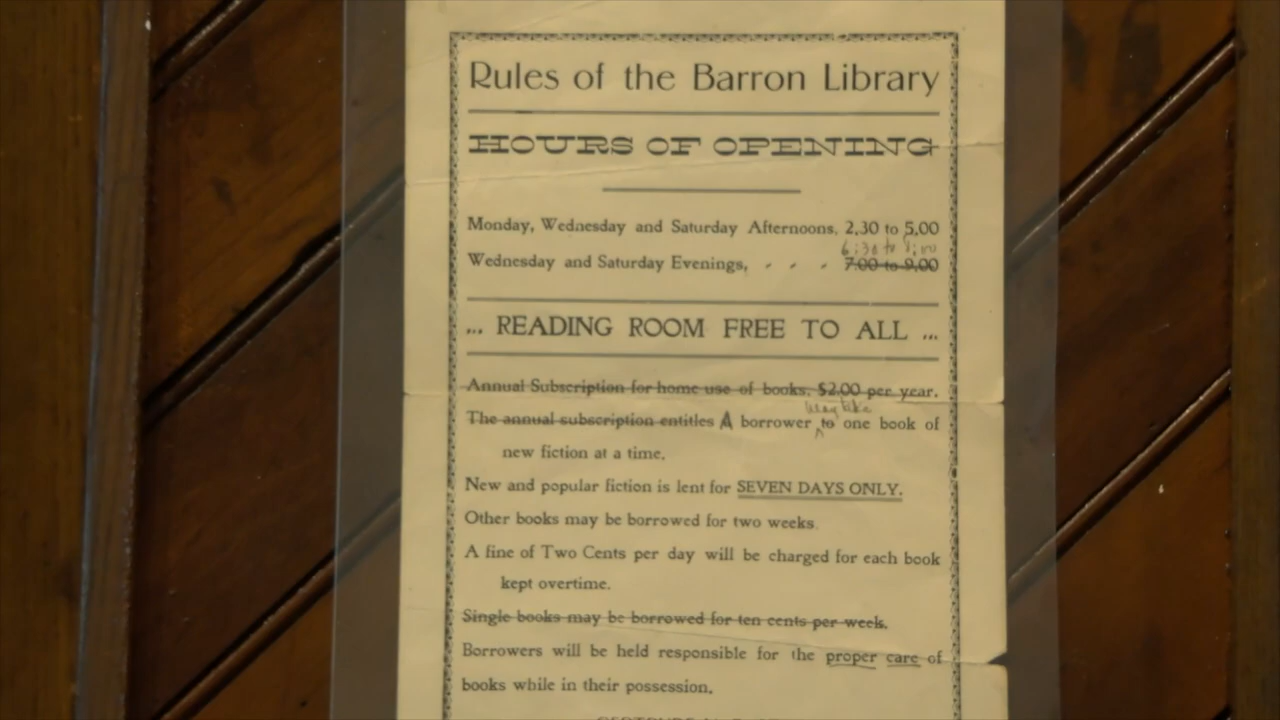 Rules of the Barron Library
HOURS OF OPENING
Monday, Wednesday and Saturday Afternoons, 2.30 to 5.00
6:30 to
Wednesday and Saturday Evenings, - - - 7.00 to 9.00
... READING ROOM FREE TO ALL ...
Annual Subscription for home use of books, $2.00 per year.
may take
The annual subscription entitles A borrower to one book of
new fiction at a time.
New and popular fiction is lent for SEVEN DAYS ONLY.
Other books may be borrowed for two weeks.
A fine of Two Cents per day will be charged for each book
kept overtime.
Single books may be borrowed for ten cents per week.
Borrowers will be held responsible for the proper care of
books while in their possession.